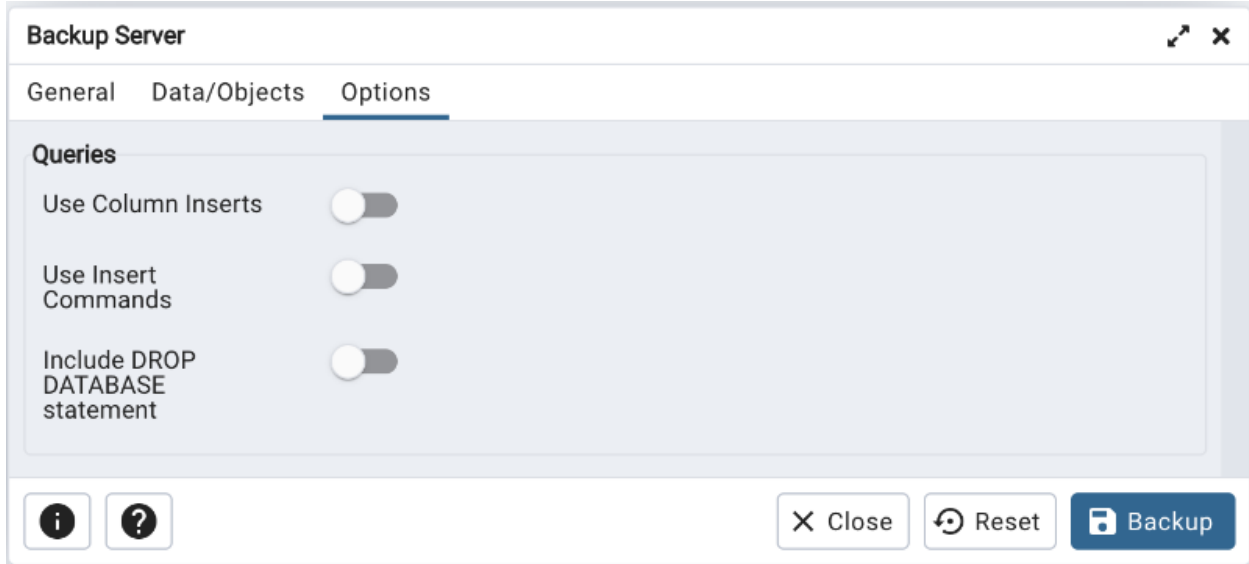 Backup Server
General Data/Objects Options
Queries
Use Column Inserts
Use Insert
Commands
Include DROP
DATABASE
statement
Close Reset Backup